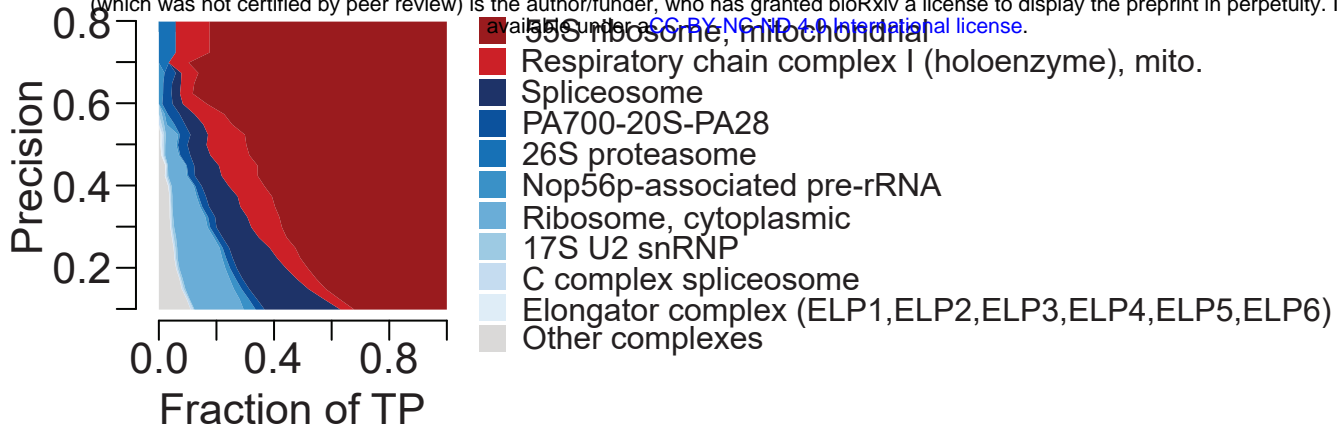 (which was not certified by peer review) is the author/funder, who has granted bioRxiv a license to display the preprint in perpetuity.
available under aCC-BY-NC-ND 4.0 International license.
55S ribosome, mitochondrial
Respiratory chain complex I (holoenzyme), mito.
Spliceosome
PA700-20S-PA28
26S proteasome
Nop56p-associated pre-rRNA
Ribosome, cytoplasmic
17S U2 snRNP
C complex spliceosome
Elongator complex (ELP1,ELP2,ELP3,ELP4,ELP5,ELP6)
Other complexes
Precision
0.8
0.6
0.4
0.2
0.0 0.4 0.8
Fraction of TP